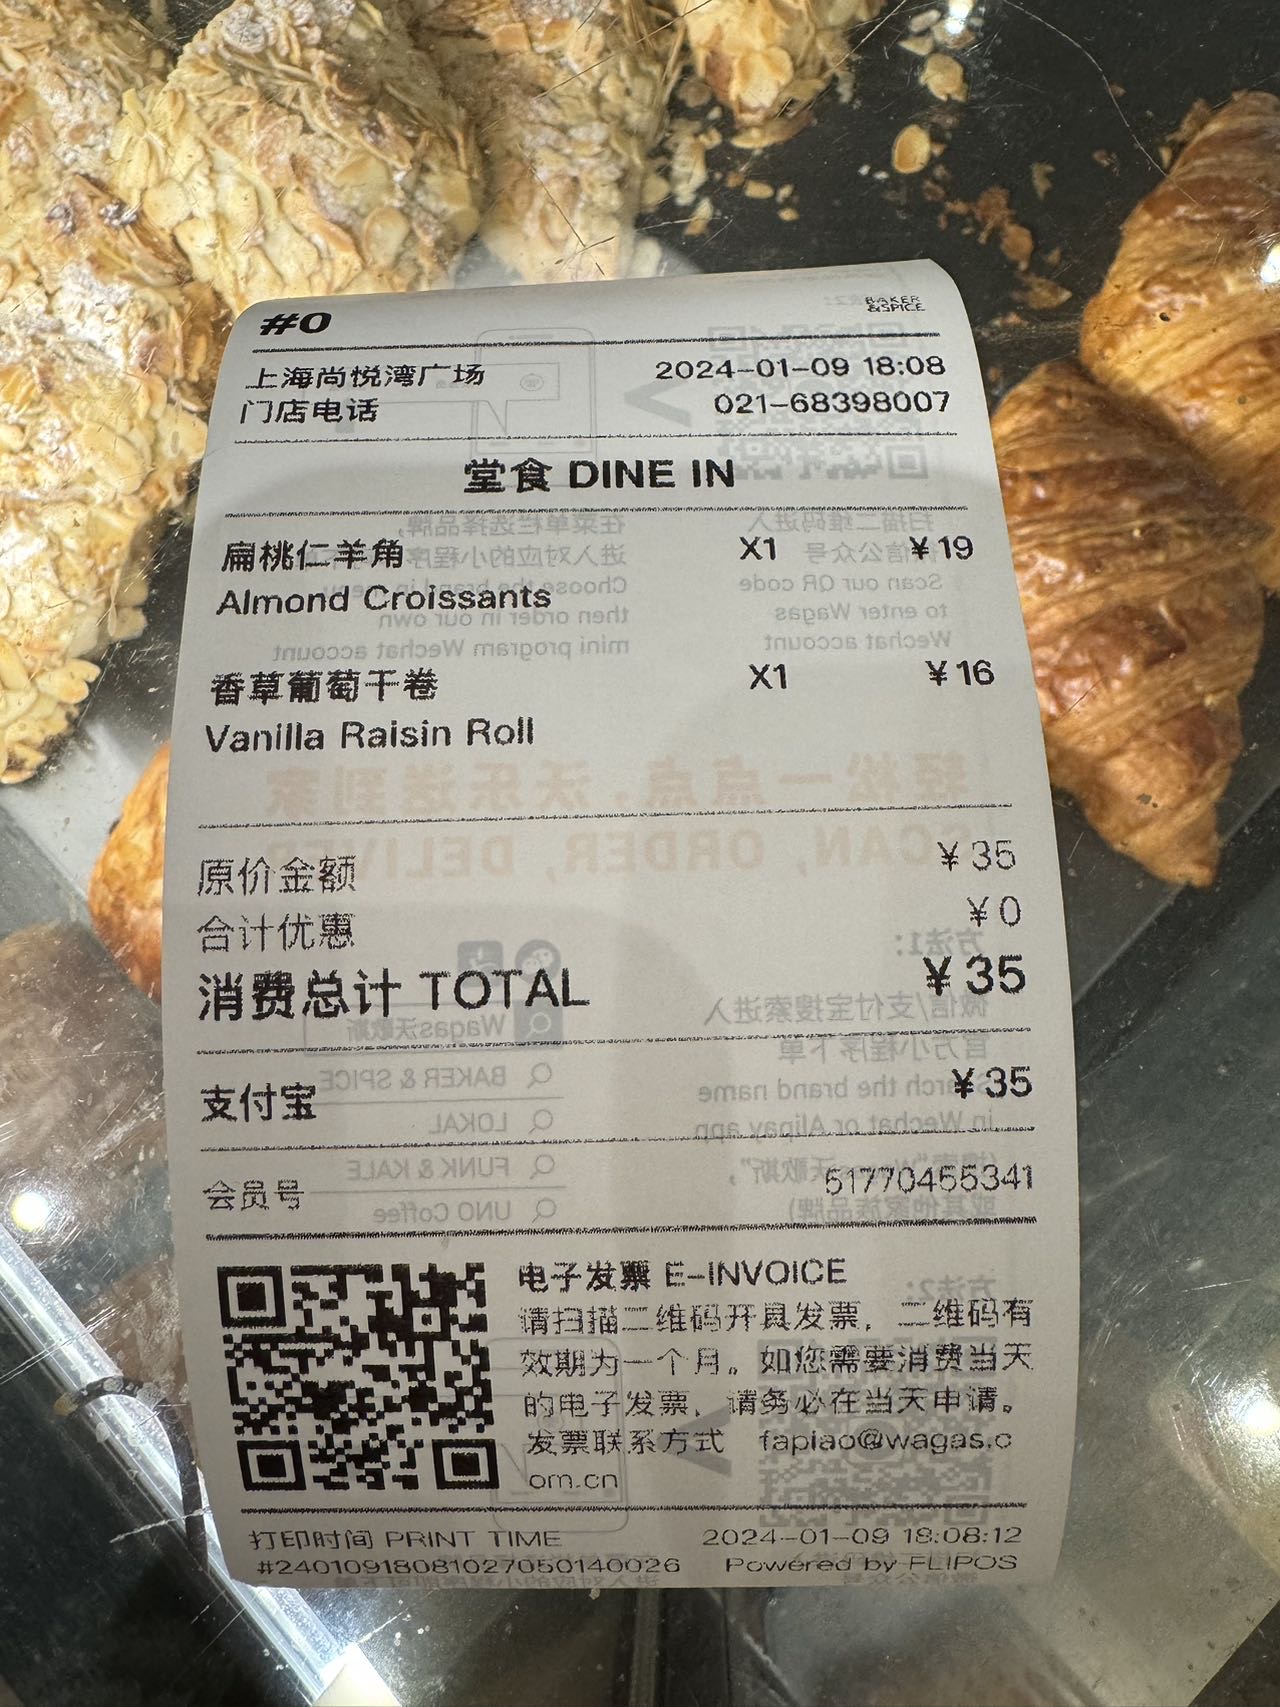 #0
BAKER
&SPICE
上海尚悦湾广场 2024-01-09 18:08
门店电话 021-68398007
堂食 DINE IN
扁桃仁羊角 X1 ¥19
Almond Croissants
香草葡萄干卷 X1 ¥16
Vanilla Raisin Roll
原价金额 ¥35
合计优惠 ¥0
消费总计 TOTAL ¥35
支付宝 ¥35
会员号 51770455341
电子发票 E-INVOICE
请扫描二维码开具发票，二维码有
效期为一个月。如您需要消费当天
的电子发票，请务必在当天申请。
发票联系方式 fapiao@wagas.c
om.cn
打印时间 PRINT TIME 2024-01-09 18:08:12
#2401091808102705014 0026 Powered by FLIPOS